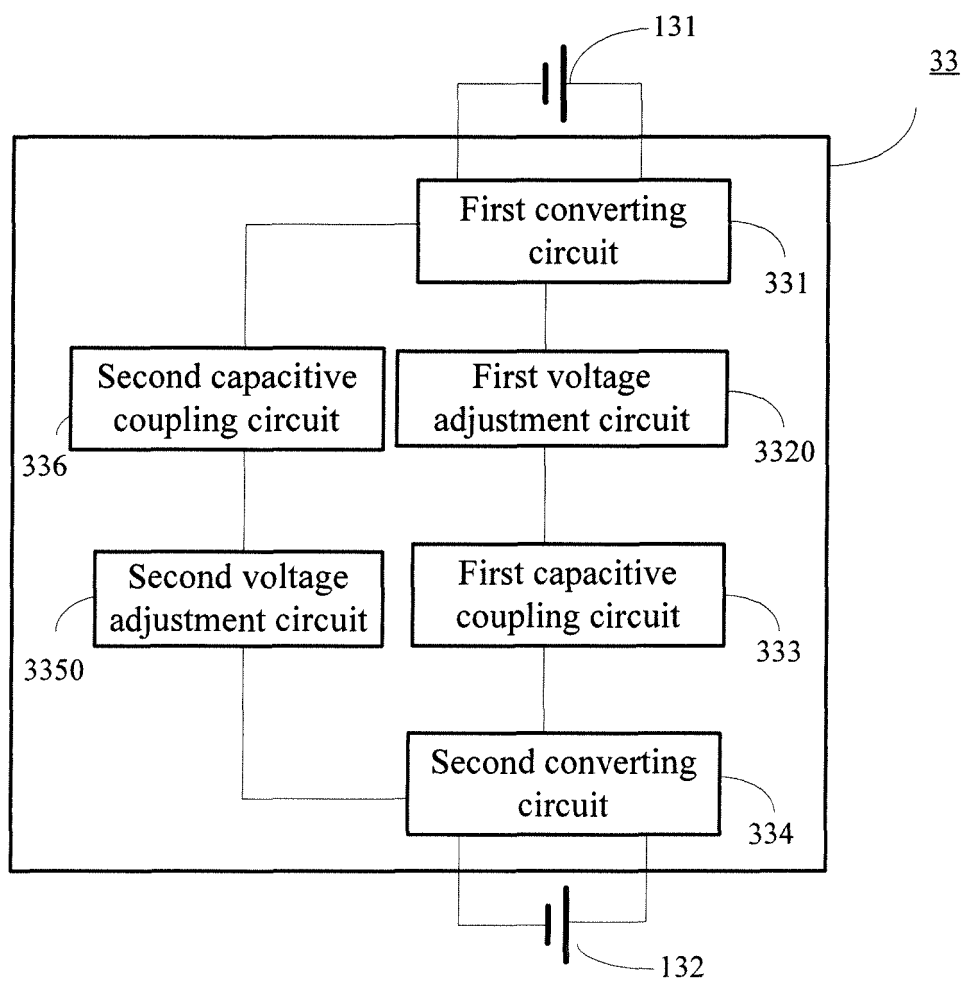 131
33
First converting
circuit
331
Second capacitive
coupling circuit
336
First voltage
adjustment circuit
3320
Second voltage
adjustment circuit
3350
First capacitive
coupling circuit
333
Second converting
circuit
334
132